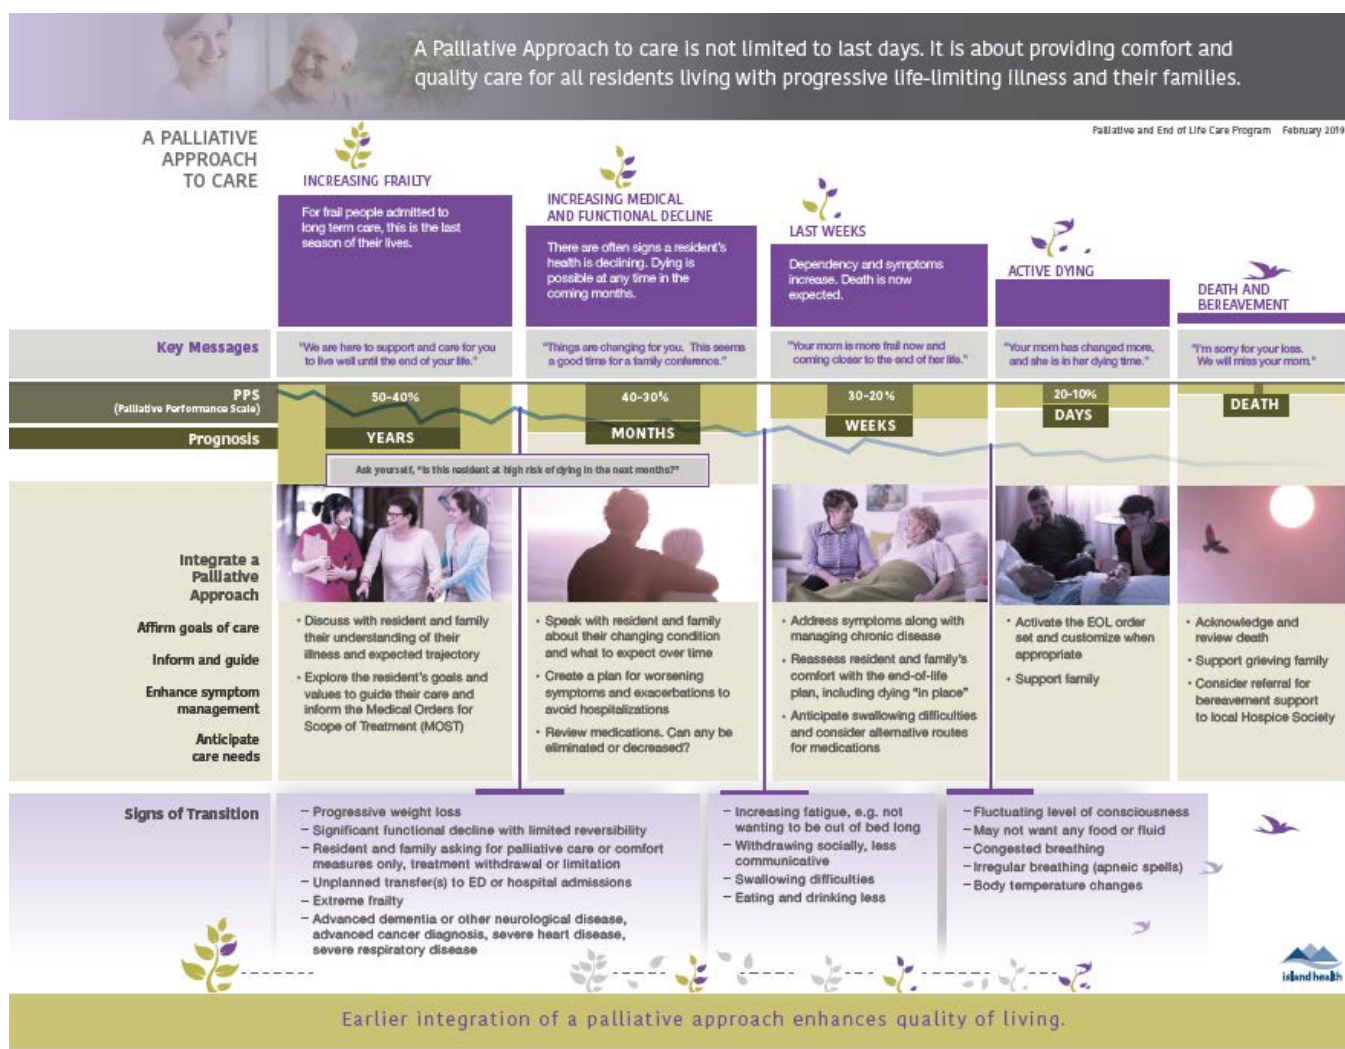 A Palliative Approach to care is not limited to last days. It is about providing comfort and
quality care for all residents living with progressive life-limiting illness and their families.
Palliative and End of Life Care Program February 2019
A PALLIATIVE
APPROACH
TO CARE
INCREASING FRAILTY
For frail people admitted to
long term care, this is the last
season of their lives.
INCREASING MEDICAL
AND FUNCTIONAL DECLINE
There are often signs a resident's
health is declining. Dying is
possible at any time in the
coming months.
LAST WEEKS
Dependency and symptoms
increase. Death is now
expected.
ACTIVE DYING
DEATH AND
BEREAVEMENT
Key Messages
"We are here to support and care for you
to live well until the end of your life."
"Things are changing for you. This seems
a good time for a family conference."
"Your mom is more frail now and
coming closer to the end of her life."
"Your mom has changed more,
and she is in her dying time."
"I'm sorry for your loss.
We will miss your mom."
PPS
(Palliative Performance Scale)
50-40%
40-30%
30-20%
20-10%
DEATH
Prognosis
YEARS
MONTHS
WEEKS
DAYS
Ask yourself, "Is this resident at high risk of dying in the next months?"
Integrate a
Palliative
Approach
Affirm goals of care
Inform and guide
Enhance symptom
management
Anticipate
care needs
• Discuss with resident and family
their understanding of their
illness and expected trajectory
• Explore the resident's goals and
values to guide their care and
inform the Medical Orders for
Scope of Treatment (MOST)
• Speak with resident and family
about their changing condition
and what to expect over time
• Create a plan for worsening
symptoms and exacerbations to
avoid hospitalizations
• Review medications. Can any be
eliminated or decreased?
• Address symptoms along with
managing chronic disease
• Reassess resident and family's
comfort with the end-of-life
plan, including dying "in place"
• Anticipate swallowing difficulties
and consider alternative routes
for medications
• Activate the EOL order
set and customize when
appropriate
• Support family
• Acknowledge and
review death
• Support grieving family
• Consider referral for
bereavement support
to local Hospice Society
Signs of Transition
– Progressive weight loss
– Significant functional decline with limited reversibility
– Resident and family asking for palliative care or comfort
measures only, treatment withdrawal or limitation
– Unplanned transfer(s) to ED or hospital admissions
– Extreme frailty
– Advanced dementia or other neurological disease,
advanced cancer diagnosis, severe heart disease,
severe respiratory disease
– Increasing fatigue, e.g. not
wanting to be out of bed long
– Withdrawing socially, less
communicative
– Swallowing difficulties
– Eating and drinking less
– Fluctuating level of consciousness
– May not want any food or fluid
– Congested breathing
– Irregular breathing (apneic spells)
– Body temperature changes
island health
Earlier integration of a palliative approach enhances quality of living.